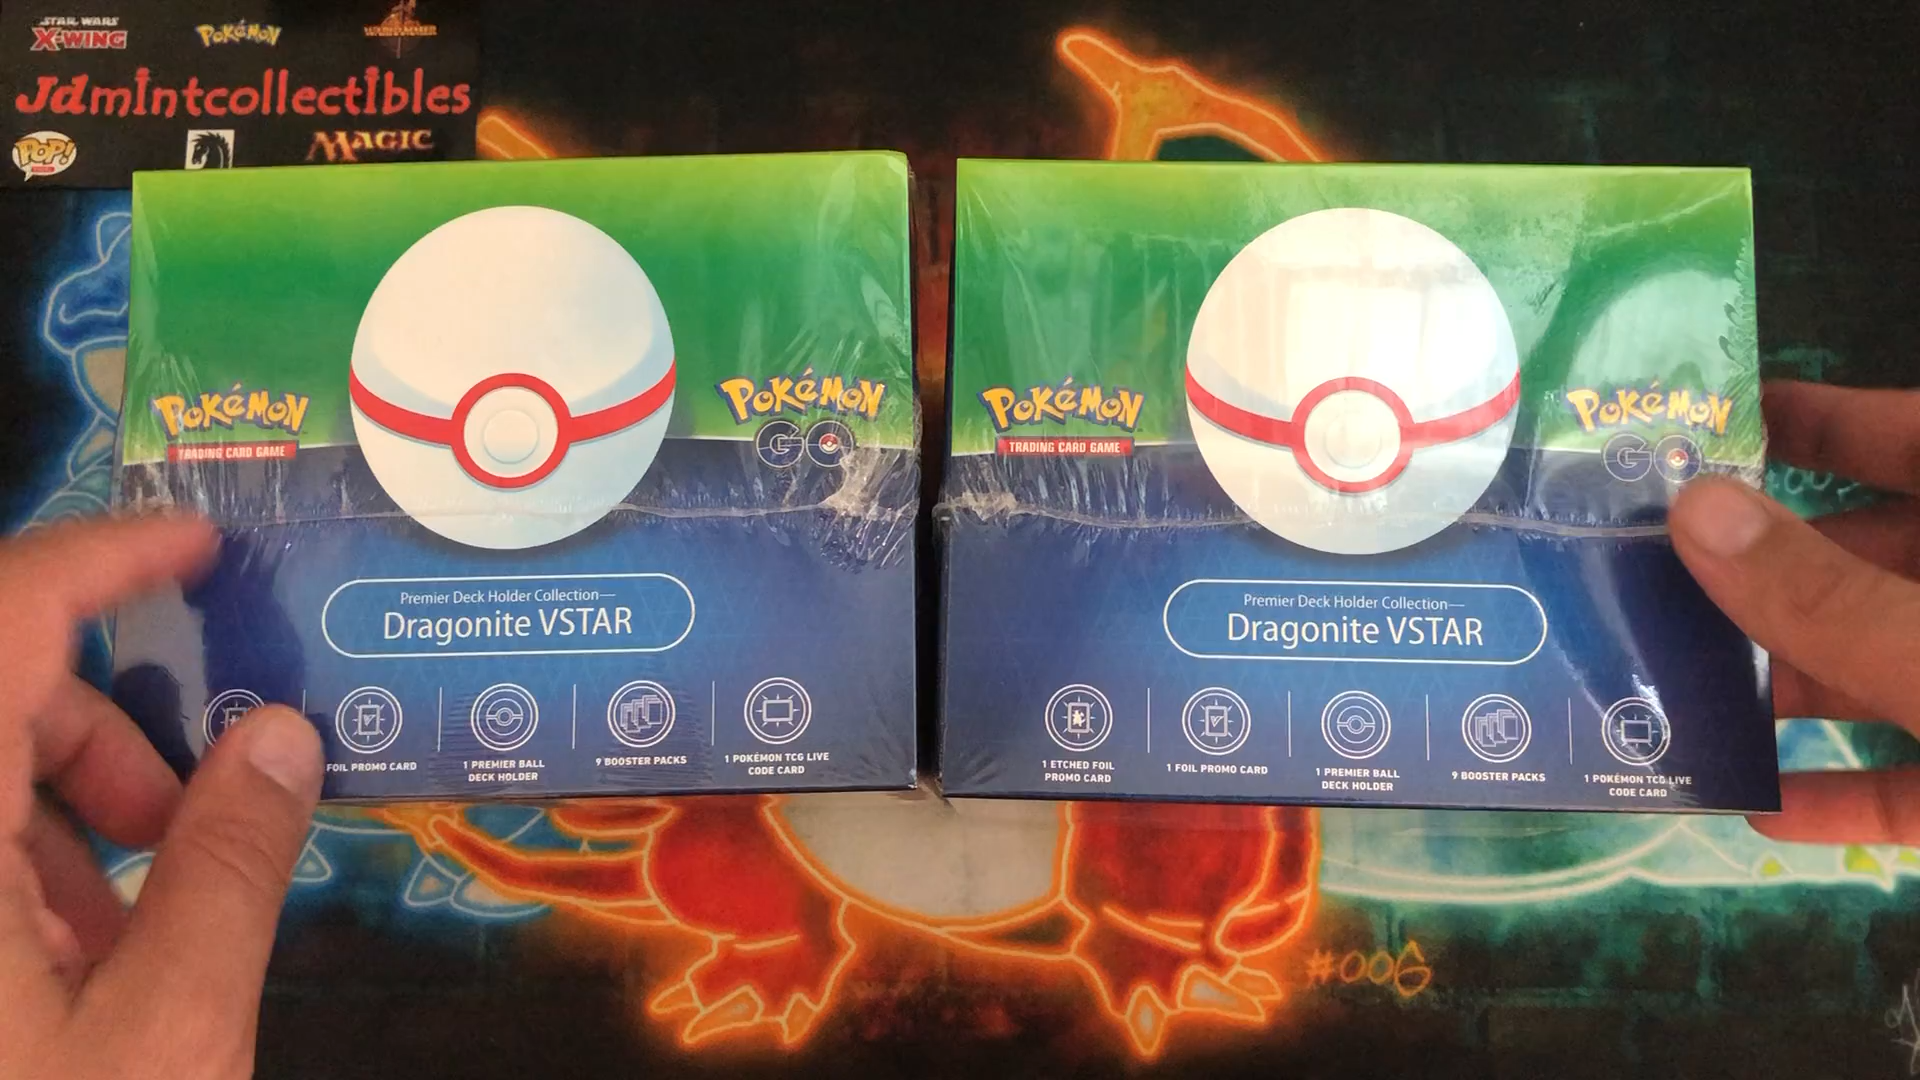 STAR WARS
X-WING
POKéMON
Jdmintcollectibles
POP!
MAGIC
POKéMON
TRADING CARD GAME
POKéMON
GO
Premier Deck Holder Collection—
Dragonite VSTAR
FOIL PROMO CARD
1 PREMIER BALL
DECK HOLDER
9 BOOSTER PACKS
1 POKÉMON TCG LIVE
CODE CARD
POKéMON
TRADING CARD GAME
POKéMON
GO
Premier Deck Holder Collection—
Dragonite VSTAR
1 ETCHED FOIL
PROMO CARD
1 FOIL PROMO CARD
1 PREMIER BALL
DECK HOLDER
9 BOOSTER PACKS
1 POKÉMON TCG LIVE
CODE CARD
#006